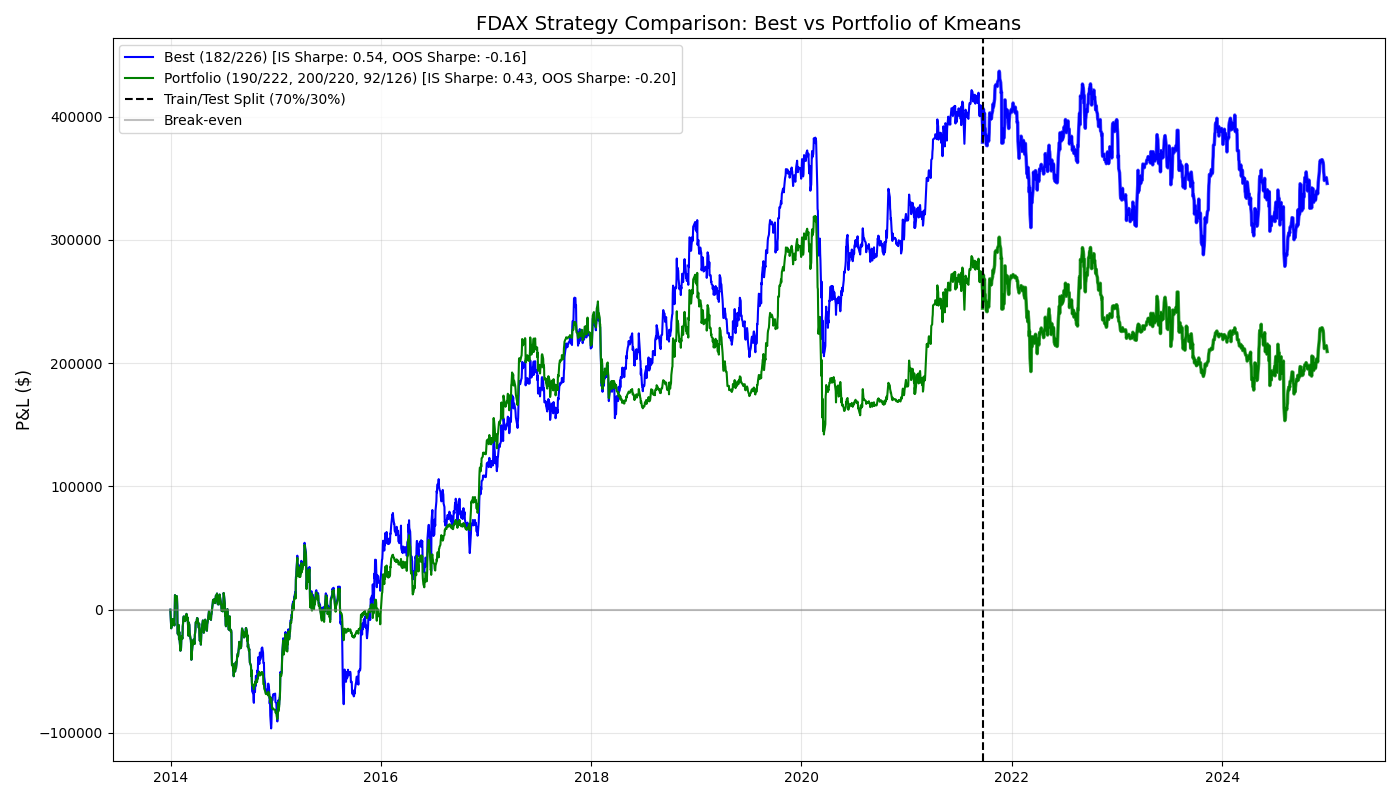 FDAX Strategy Comparison: Best vs Portfolio of Kmeans
Best (182/226) [IS Sharpe: 0.54, OOS Sharpe: -0.16]
Portfolio (190/222, 200/220, 92/126) [IS Sharpe: 0.43, OOS Sharpe: -0.20]
Train/Test Split (70%/30%)
Break-even
P&L ($)
400000
300000
200000
100000
0
−100000
2014 2016 2018 2020 2022 2024